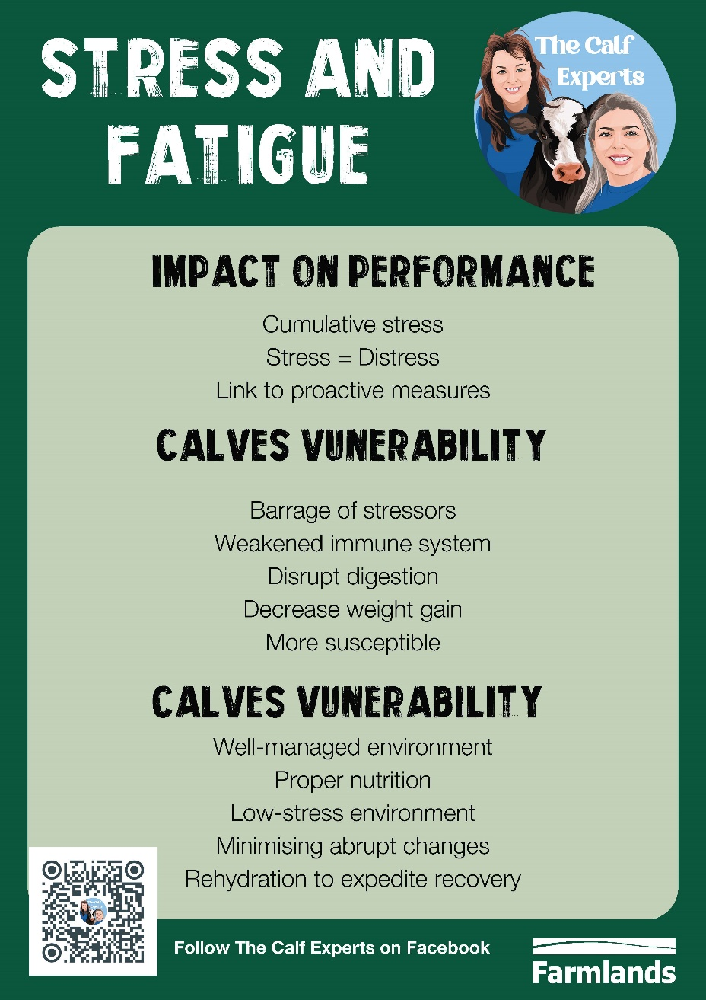 STRESS AND
FATIGUE
The Calf
Experts
IMPACT ON PERFORMANCE
Cumulative stress
Stress = Distress
Link to proactive measures
CALVES VUNERABILITY
Barrage of stressors
Weakened immune system
Disrupt digestion
Decrease weight gain
More susceptible
CALVES VUNERABILITY
Well-managed environment
Proper nutrition
Low-stress environment
Minimising abrupt changes
Rehydration to expedite recovery
Follow The Calf Experts on Facebook
Farmlands